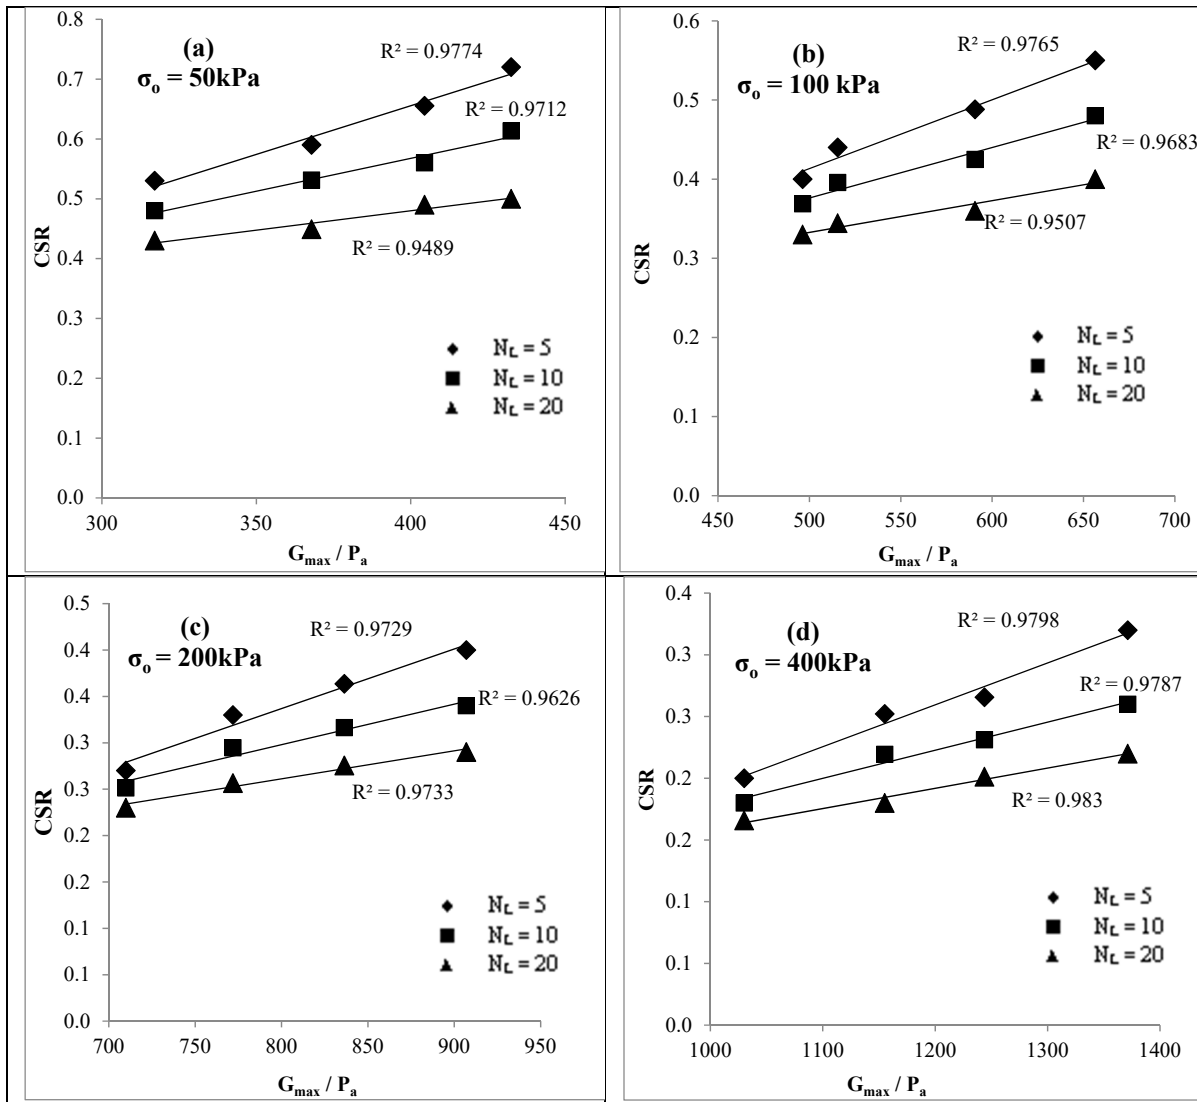 (a)
σo = 50kPa
R² = 0.9774
R² = 0.9712
R² = 0.9489
CSR
0.8
0.7
0.6
0.5
0.4
0.3
0.2
0.1
0.0
300 350 400 450
Gmax / Pa
NL = 5
NL = 10
NL = 20
(b)
σo = 100 kPa
R² = 0.9765
R² = 0.9683
R² = 0.9507
CSR
0.6
0.5
0.4
0.3
0.2
0.1
0.0
450 500 550 600 650 700
Gmax / Pa
NL = 5
NL = 10
NL = 20
(c)
σo = 200kPa
R² = 0.9729
R² = 0.9626
R² = 0.9733
CSR
0.5
0.4
0.4
0.3
0.3
0.2
0.2
0.1
0.1
0.0
700 750 800 850 900 950
Gmax / Pa
NL = 5
NL = 10
NL = 20
(d)
σo = 400kPa
R² = 0.9798
R² = 0.9787
R² = 0.983
CSR
0.4
0.3
0.3
0.2
0.2
0.1
0.1
0.0
1000 1100 1200 1300 1400
Gmax / Pa
NL = 5
NL = 10
NL = 20